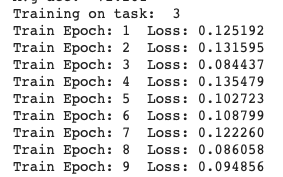 Training on task:  3
Train Epoch: 1  Loss: 0.125192
Train Epoch: 2  Loss: 0.131595
Train Epoch: 3  Loss: 0.084437
Train Epoch: 4  Loss: 0.135479
Train Epoch: 5  Loss: 0.102723
Train Epoch: 6  Loss: 0.108799
Train Epoch: 7  Loss: 0.122260
Train Epoch: 8  Loss: 0.086058
Train Epoch: 9  Loss: 0.094856